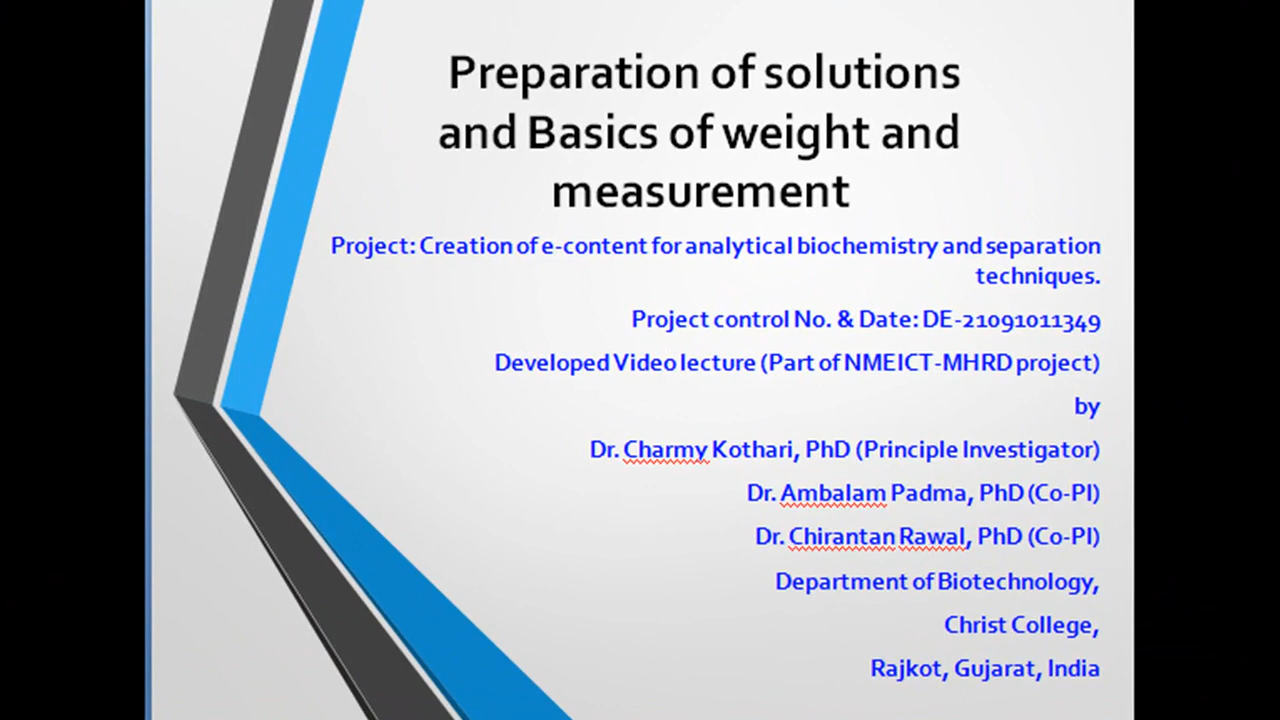 Preparation of solutions
and Basics of weight and
measurement
Project: Creation of e-content for analytical biochemistry and separation
techniques.
Project control No. & Date: DE-21091011349
Developed Video lecture (Part of NMEICT-MHRD project)
by
Dr. Charmy Kothari, PhD (Principle Investigator)
Dr. Ambalam Padma, PhD (Co-PI)
Dr. Chirantan Rawal, PhD (Co-PI)
Department of Biotechnology,
Christ College,
Rajkot, Gujarat, India